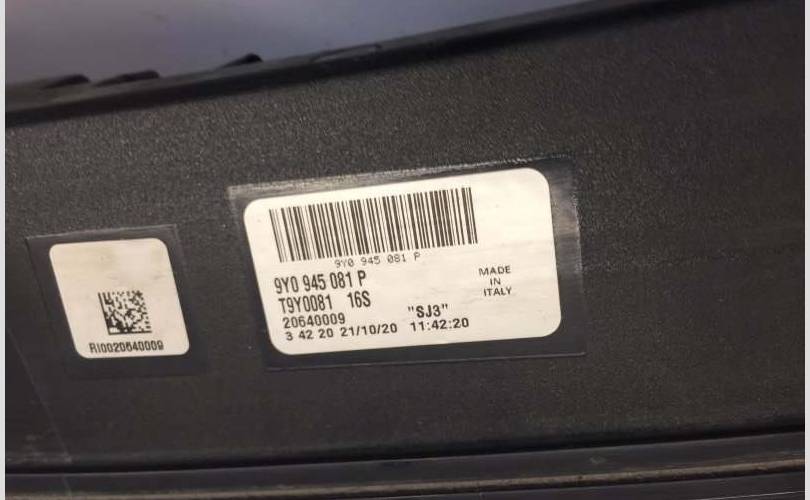 9Y0 945 081 P
9Y0 945 081 P
T9Y0081 16S
20640009 "SJ3"
3 42 20 21/10/20 11:42:20
MADE
IN
ITALY
RI0020640009